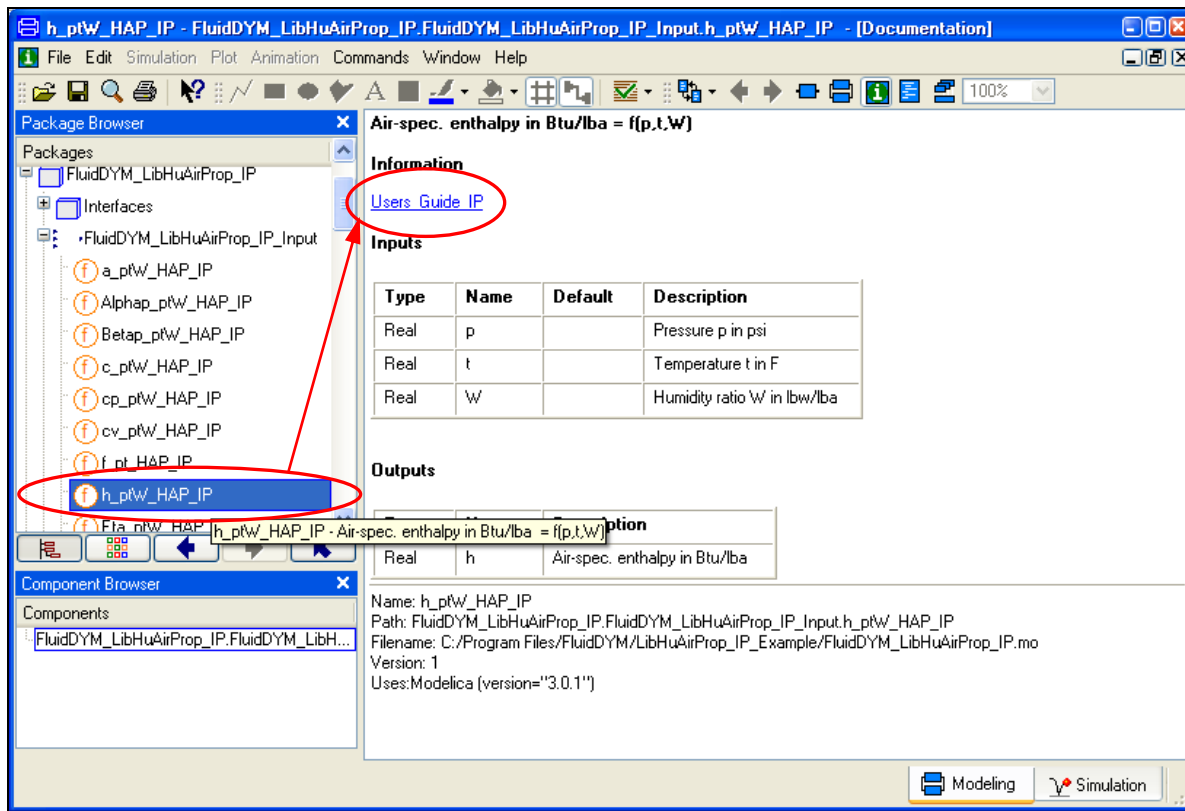 h_ptW_HAP_IP - FluidDYM_LibHuAirProp_IP.FluidDYM_LibHuAirProp_IP_Input.h_ptW_HAP_IP - [Documentation]
File Edit Simulation Plot Animation Commands Window Help
100%
Package Browser
Packages
FluidDYM_LibHuAirProp_IP
Interfaces
FluidDYM_LibHuAirProp_IP_Input
a_ptW_HAP_IP
Alphap_ptW_HAP_IP
Betap_ptW_HAP_IP
c_ptW_HAP_IP
cp_ptW_HAP_IP
cv_ptW_HAP_IP
f_pt_HAP_IP
h_ptW_HAP_IP
Eta_ptW_HAP
h_ptW_HAP_IP - Air-spec. enthalpy in Btu/lba = f(p,t,W)
Component Browser
Components
FluidDYM_LibHuAirProp_IP.FluidDYM_LibH...
Air-spec. enthalpy in Btu/lba = f(p,t,W)
Information
Users Guide IP
Inputs
Type Name Default Description
Real p Pressure p in psi
Real t Temperature t in F
Real W Humidity ratio W in lbw/lba
Outputs
Real h Air-spec. enthalpy in Btu/lba
Name: h_ptW_HAP_IP
Path: FluidDYM_LibHuAirProp_IP.FluidDYM_LibHuAirProp_IP_Input.h_ptW_HAP_IP
Filename: C:/Program Files/FluidDYM/LibHuAirProp_IP_Example/FluidDYM_LibHuAirProp_IP.mo
Version: 1
Uses:Modelica (version="3.0.1")
Modeling Simulation